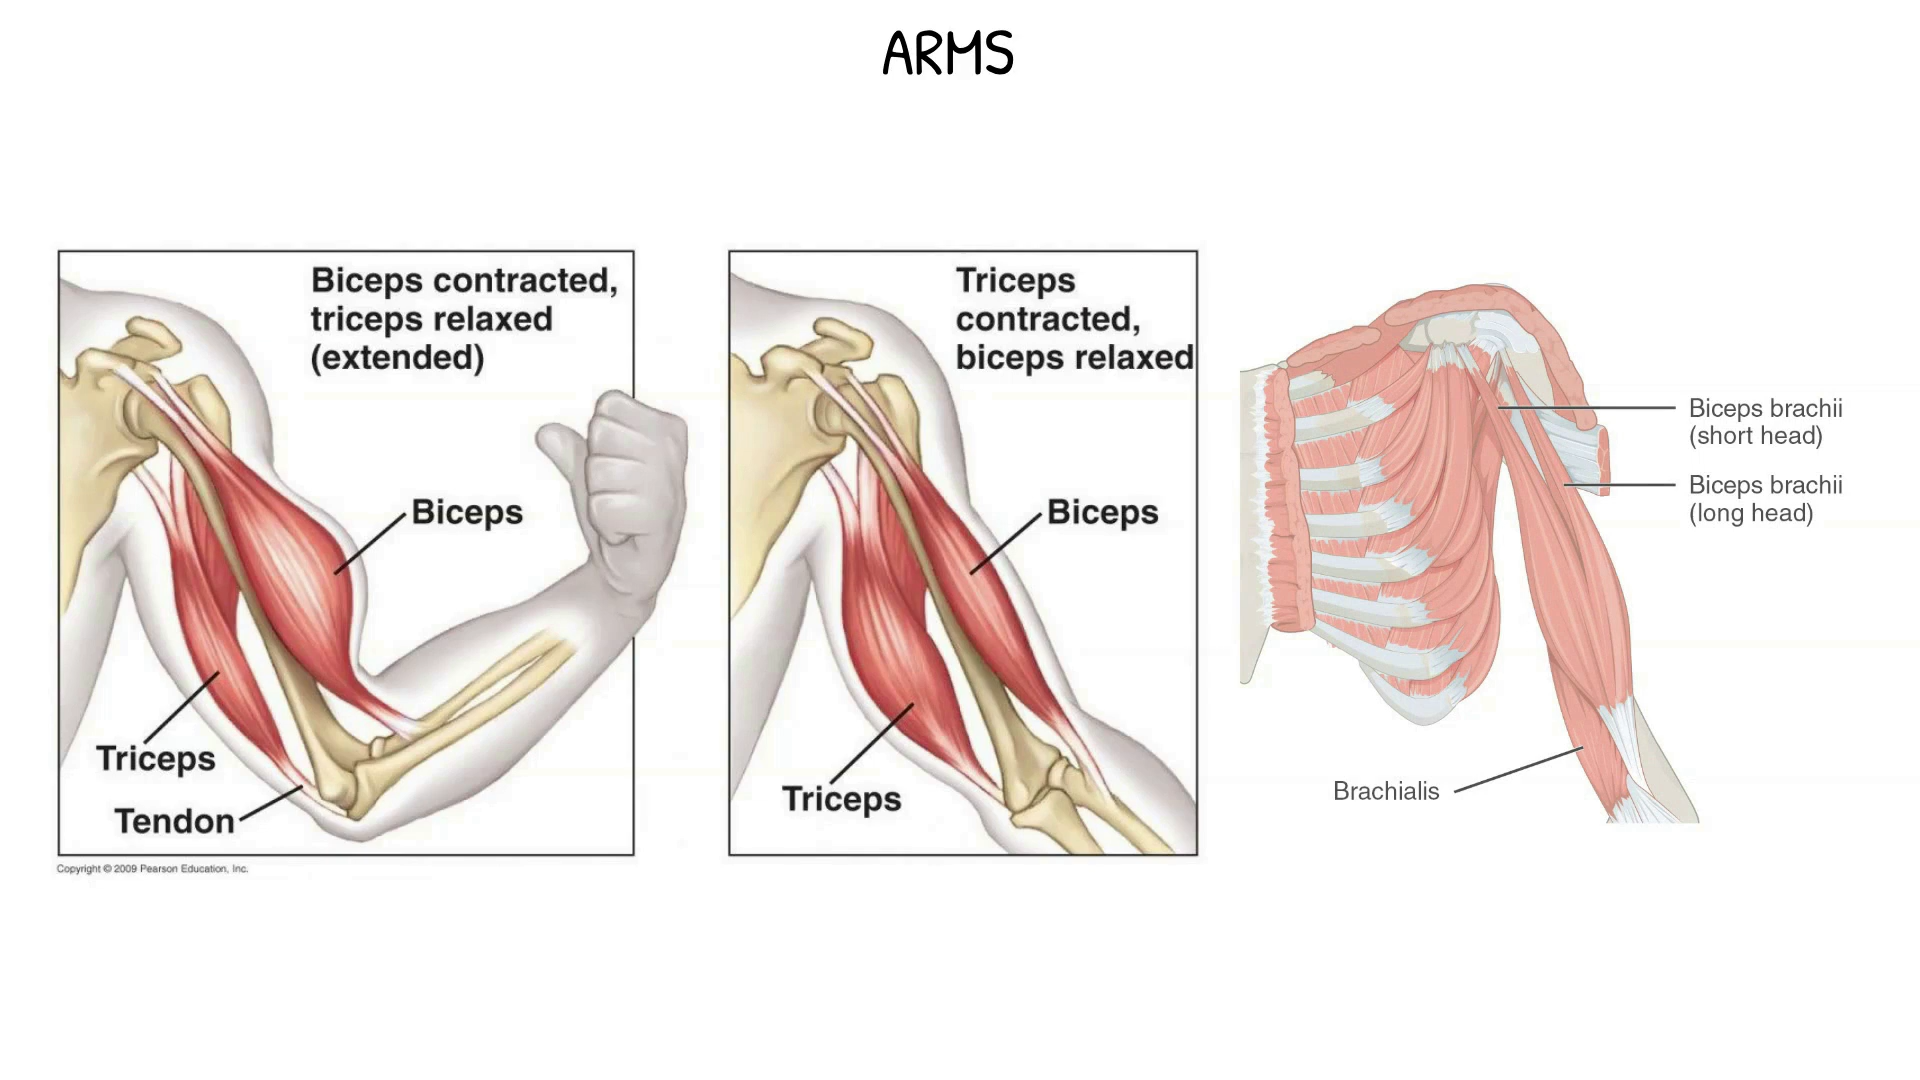 ARMS
Biceps contracted,
triceps relaxed
(extended)
Biceps
Triceps
Tendon
Copyright © 2009 Pearson Education, Inc.
Triceps
contracted,
biceps relaxed
Biceps
Triceps
Biceps brachii
(short head)
Biceps brachii
(long head)
Brachialis